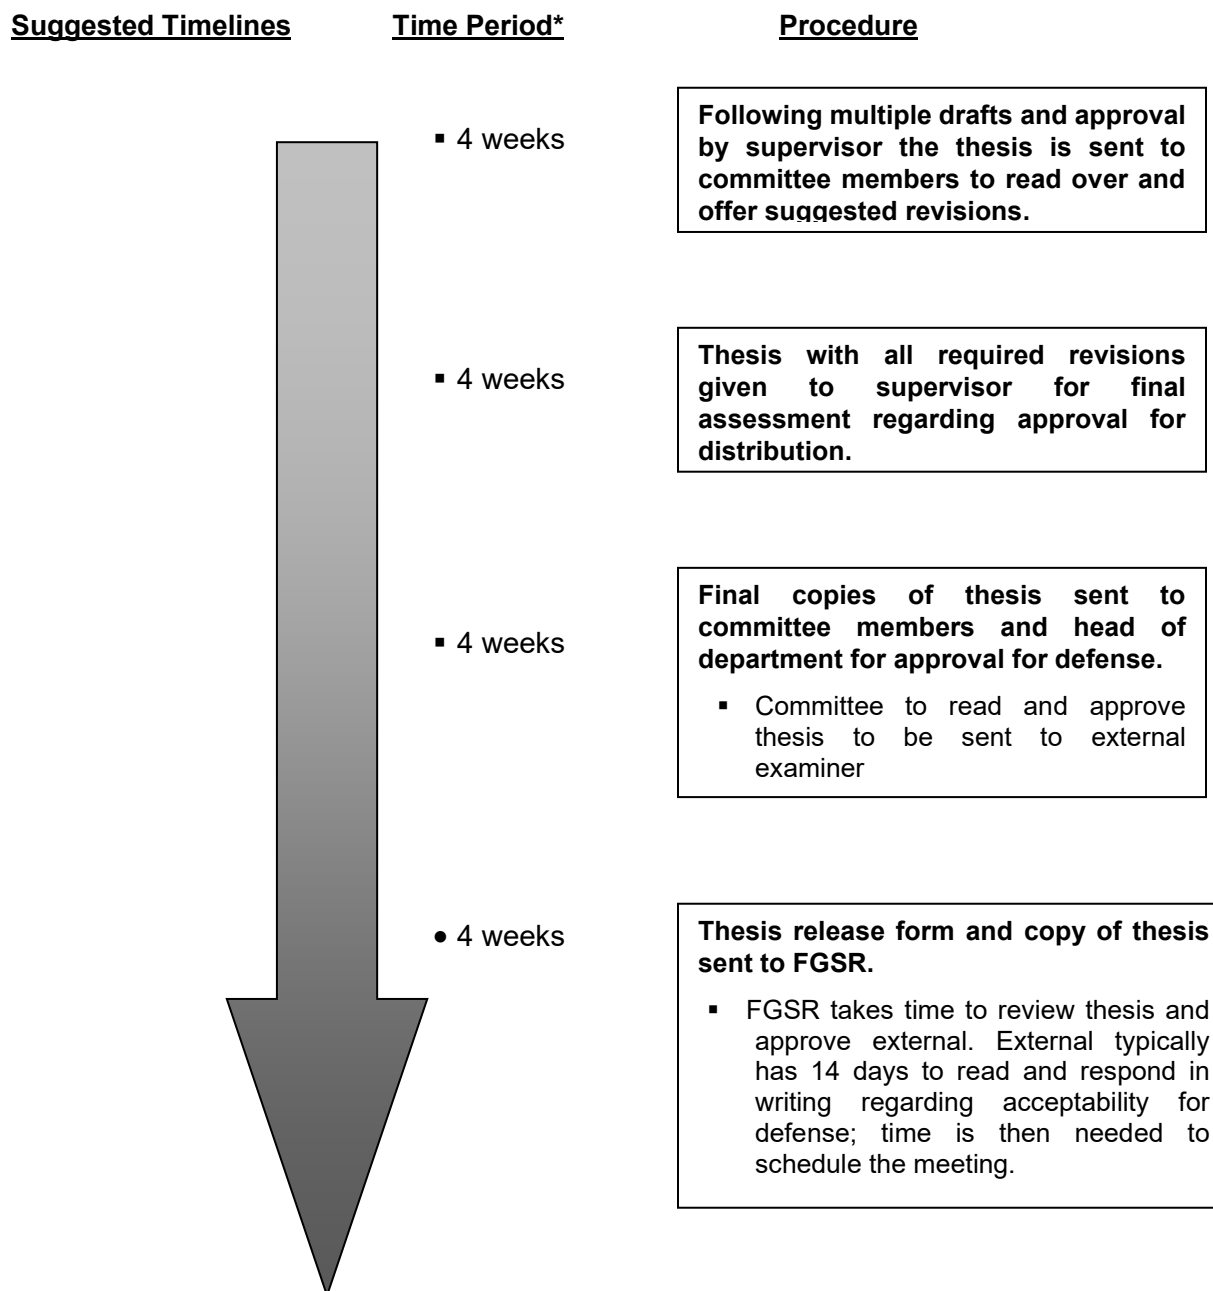 Suggested Timelines Time Period* Procedure
▪ 4 weeks
Following multiple drafts and approval
by supervisor the thesis is sent to
committee members to read over and
offer suggested revisions.
▪ 4 weeks
Thesis with all required revisions
given to supervisor for final
assessment regarding approval for
distribution.
▪ 4 weeks
Final copies of thesis sent to
committee members and head of
department for approval for defense.
▪ Committee to read and approve
thesis to be sent to external
examiner
• 4 weeks
Thesis release form and copy of thesis
sent to FGSR.
▪ FGSR takes time to review thesis and
approve external. External typically
has 14 days to read and respond in
writing regarding acceptability for
defense; time is then needed to
schedule the meeting.